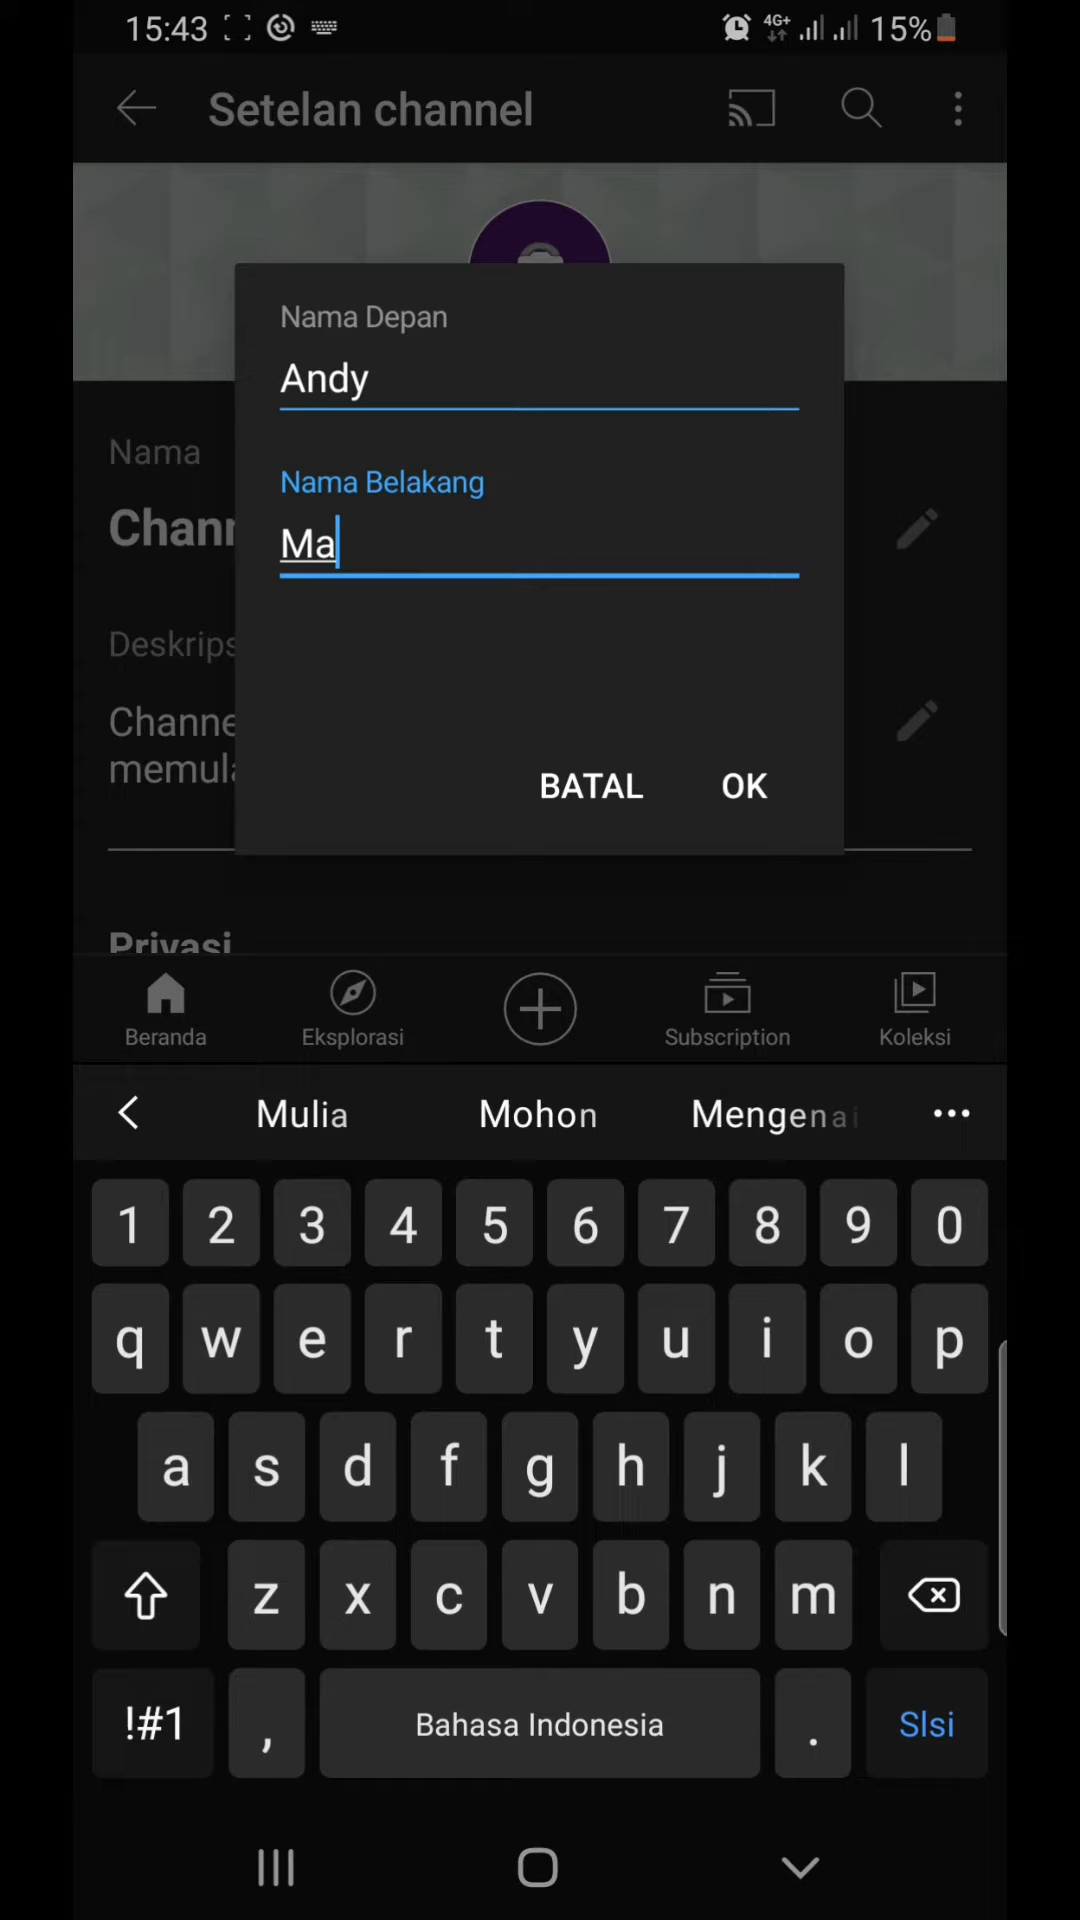 15:43 4G+ 15%
Setelan channel
Nama Depan
Andy
Nama
Nama Belakang
Chan
Ma
Deskrips
Channe
memula
BATAL OK
Privasi
Beranda Eksplorasi Subscription Koleksi
Mulia Mohon Mengenai
1 2 3 4 5 6 7 8 9 0
q w e r t y u i o p
a s d f g h j k l
z x c v b n m
!#1 , Bahasa Indonesia . Slsi